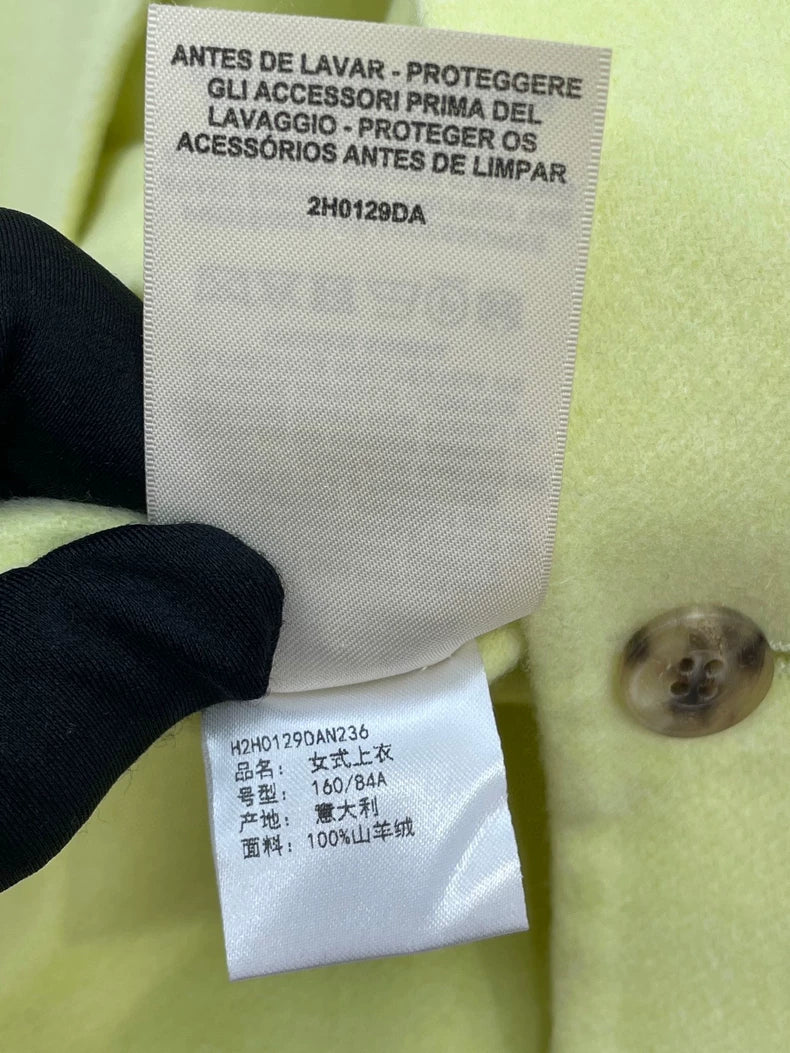 ANTES DE LAVAR - PROTEGGERE
GLI ACCESSORI PRIMA DEL
LAVAGGIO - PROTEGER OS
ACESSÓRIOS ANTES DE LIMPAR
2H0129DA
H2H0129DAN236
品名: 女式上衣
号型: 160/84A
产地: 意大利
面料: 100%山羊绒